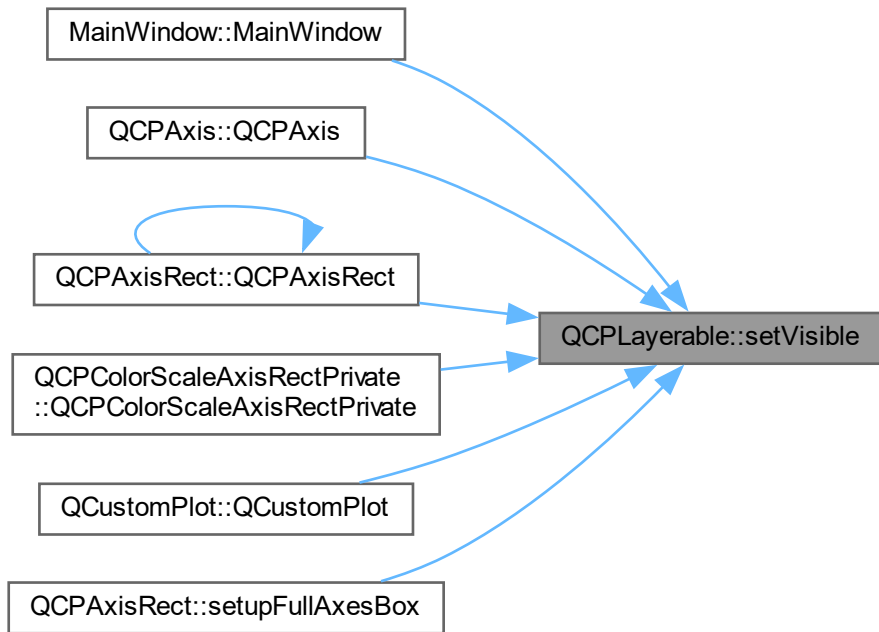 MainWindow::MainWindow
QCPAxis::QCPAxis
QCPAxisRect::QCPAxisRect
QCPLayerable::setVisible
QCPColorScaleAxisRectPrivate
::QCPColorScaleAxisRectPrivate
QCustomPlot::QCustomPlot
QCPAxisRect::setupFullAxesBox